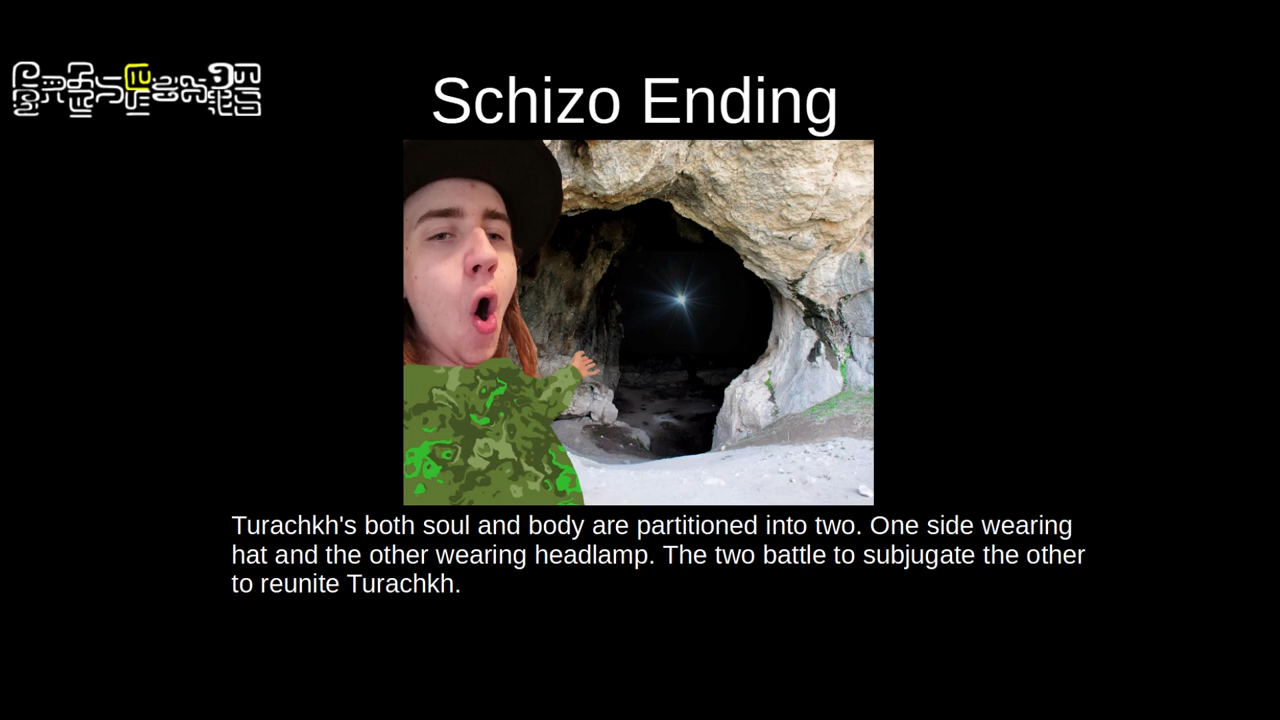 Schizo Ending
Turachkh's both soul and body are partitioned into two. One side wearing
hat and the other wearing headlamp. The two battle to subjugate the other
to reunite Turachkh.